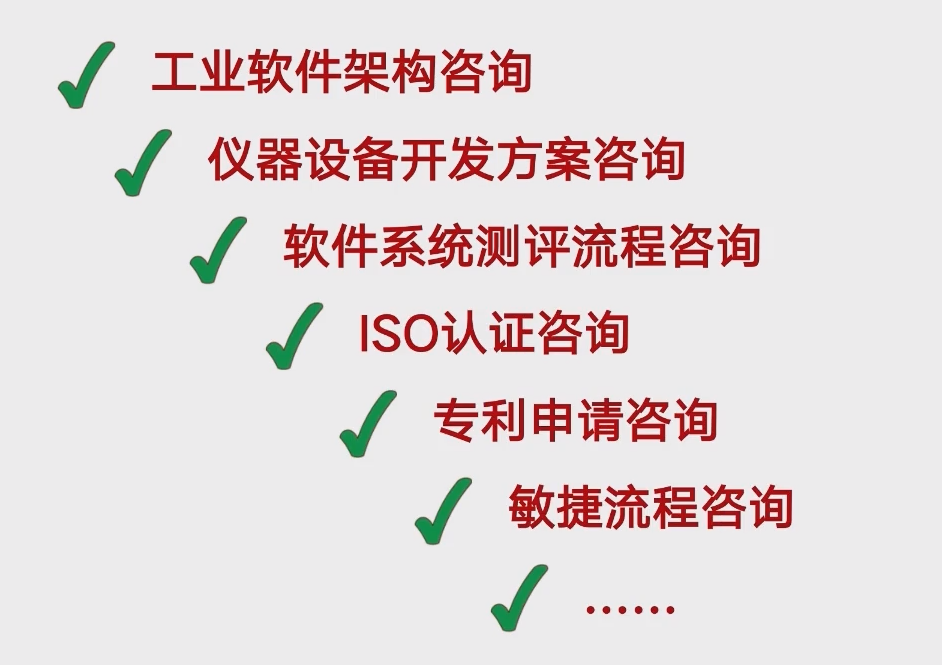 工业软件架构咨询
仪器设备开发方案咨询
软件系统测评流程咨询
ISO认证咨询
专利申请咨询
敏捷流程咨询
……